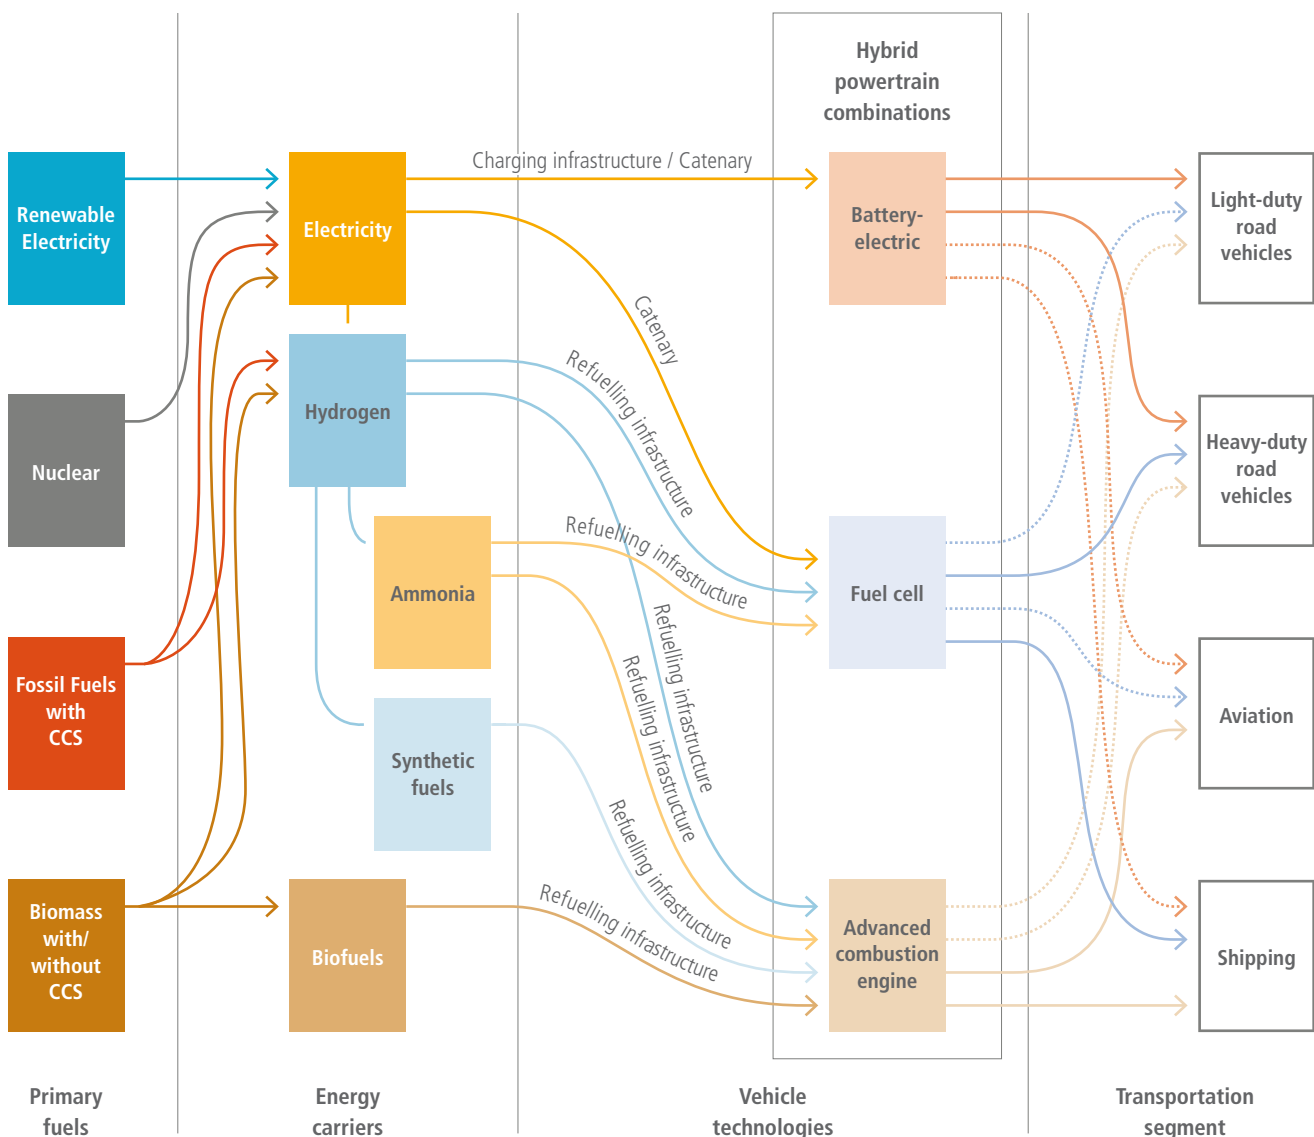 Hybrid
powertrain
combinations
Renewable
Electricity
Nuclear
Fossil Fuels
with
CCS
Biomass
with/
without
CCS
Electricity
Hydrogen
Ammonia
Synthetic
fuels
Biofuels
Charging infrastructure / Catenary
Catenary
Refuelling infrastructure
Refuelling infrastructure
Refuelling infrastructure
Refuelling infrastructure
Refuelling infrastructure
Refuelling infrastructure
Battery-
electric
Fuel cell
Advanced
combustion
engine
Light-duty
road
vehicles
Heavy-duty
road
vehicles
Aviation
Shipping
Primary
fuels
Energy
carriers
Vehicle
technologies
Transportation
segment